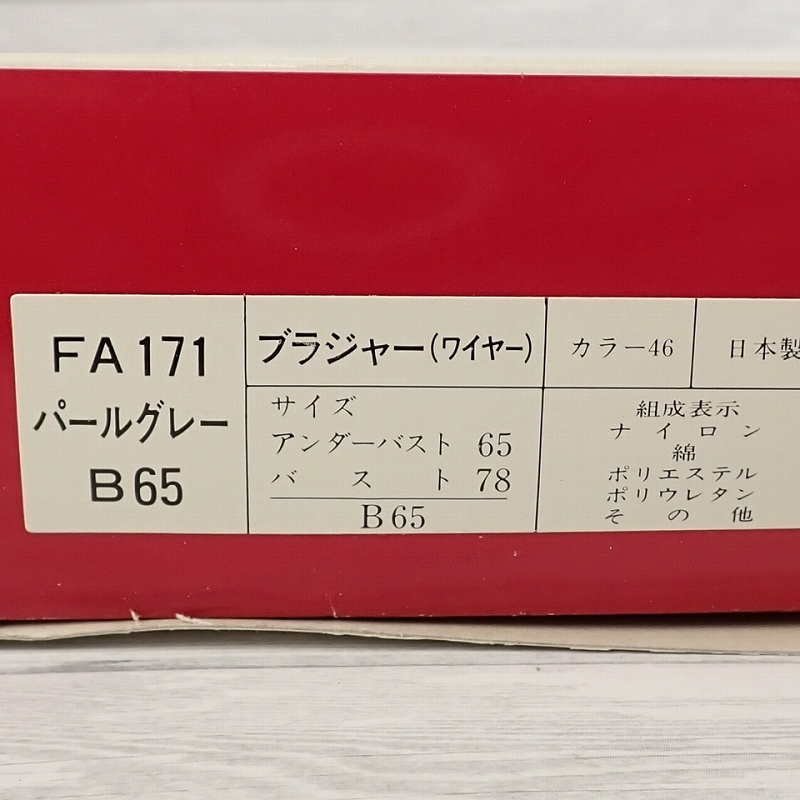 FA171
パールグレー
B65
ブラジャー(ワイヤー)
サイズ
アンダーバスト 65
バスト 78
B65
カラー46
日本製
組成表示
ナイロン
綿
ポリエステル
ポリウレタン
その他